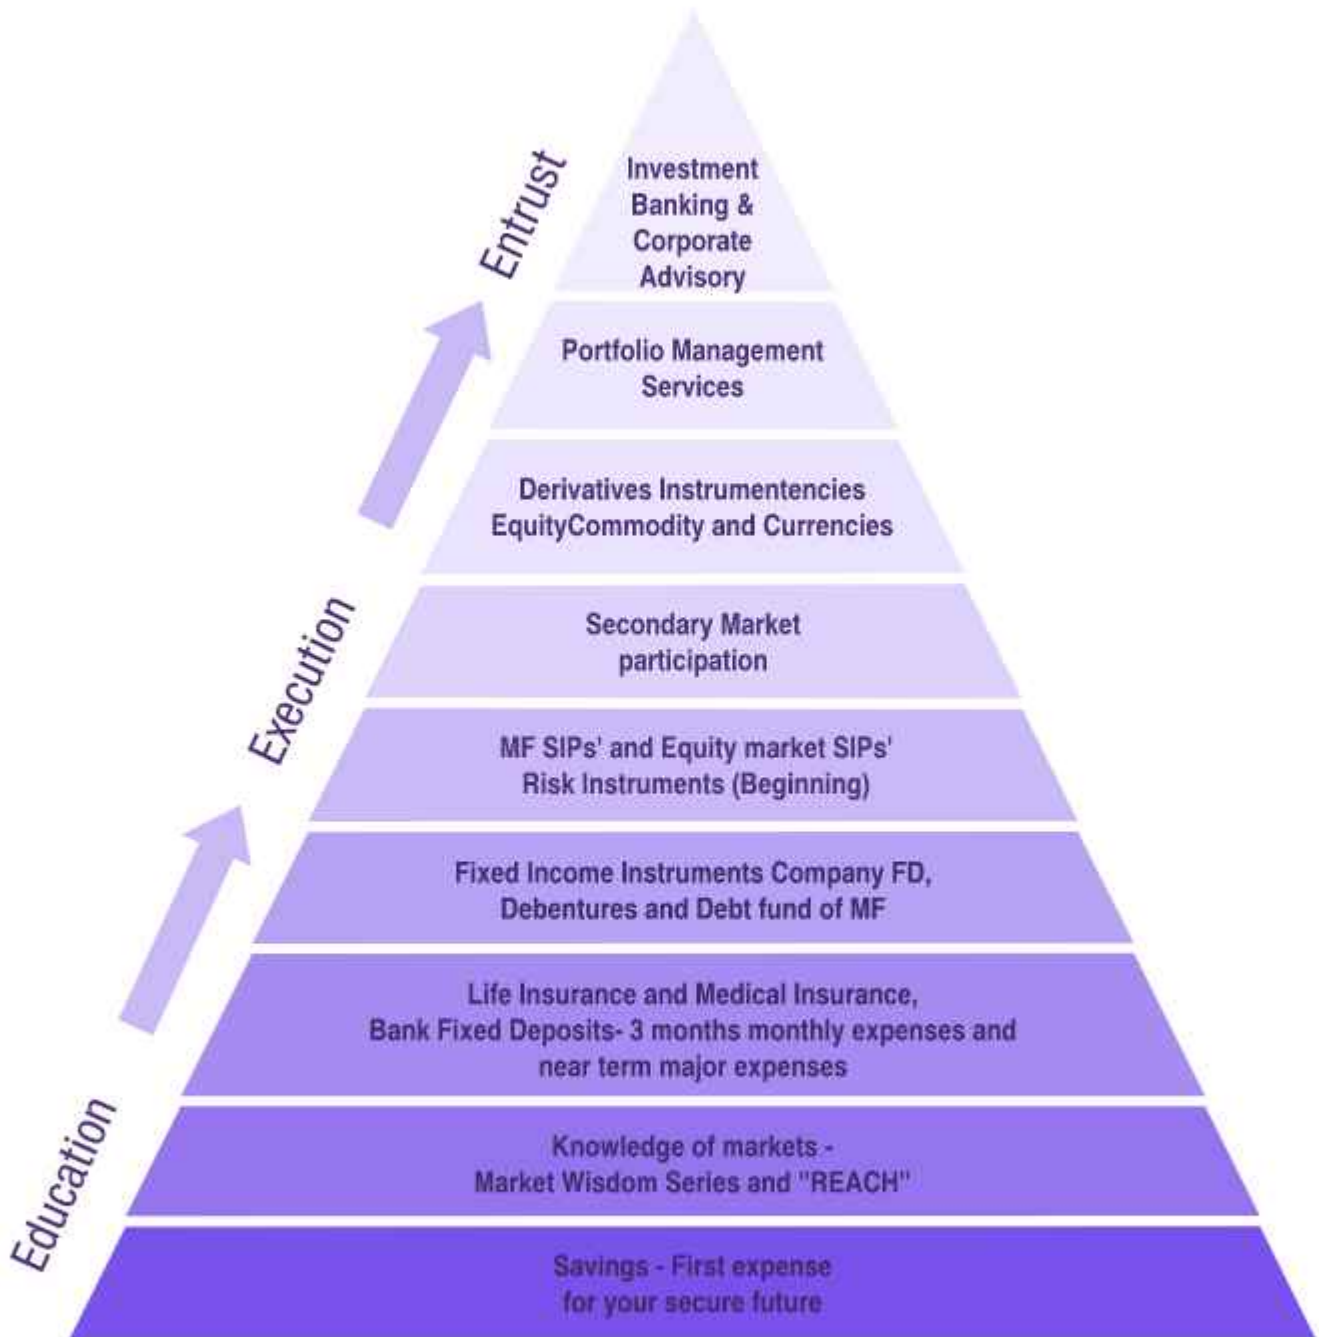 Entrust
Investment
Banking &
Corporate
Advisory
Portfolio Management
Services
Derivatives Instrumentencies
EquityCommodity and Currencies
Execution
Secondary Market
participation
MF SIPs' and Equity market SIPs'
Risk Instruments (Beginning)
Fixed Income Instruments Company FD,
Debentures and Debt fund of MF
Life Insurance and Medical Insurance,
Bank Fixed Deposits- 3 months monthly expenses and
near term major expenses
Education
Knowledge of markets -
Market Wisdom Series and "REACH"
Savings - First expense
for your secure future